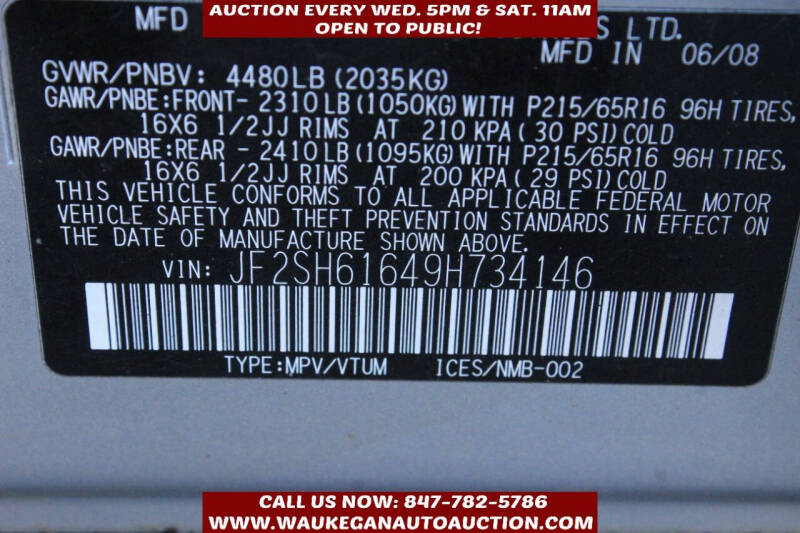 AUCTION EVERY WED. 5PM & SAT. 11AM
OPEN TO PUBLIC!
MFD LTD.
MFD IN 06/08
GVWR/PNBV: 4480LB(2035KG)
GAWR/PNBE:FRONT- 2310LB(1050KG)WITH P215/65R16 96H TIRES,
16X6 1/2JJ RIMS AT 210 KPA(30 PSI)COLD
GAWR/PNBE:REAR - 2410LB(1095KG)WITH P215/65R16 96H TIRES,
16X6 1/2JJ RIMS AT 200 KPA(29 PSI)COLD
THIS VEHICLE CONFORMS TO ALL APPLICABLE FEDERAL MOTOR
VEHICLE SAFETY AND THEFT PREVENTION STANDARDS IN EFFECT ON
THE DATE OF MANUFACTURE SHOWN ABOVE.
VIN: JF2SH61649H734146
TYPE:MPV/VTUM ICES/NMB-002
CALL US NOW: 847-782-5786
WWW.WAUKEGANAUTOAUCTION.COM